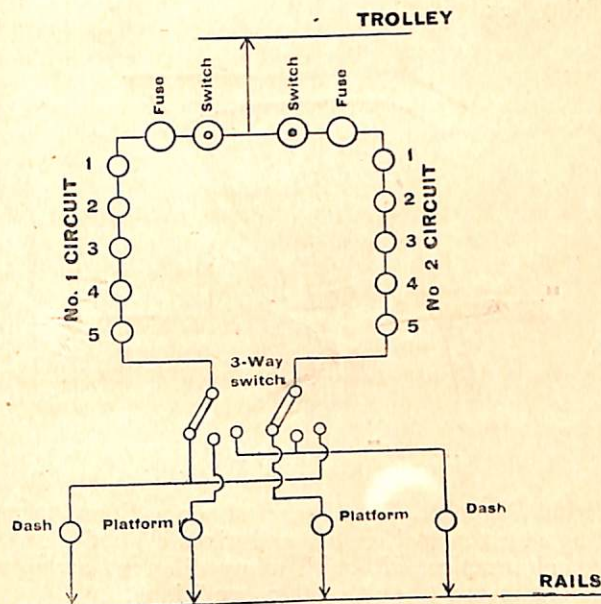 TROLLEY
Fuse
Switch
Switch
Fuse
1
2
3
4
5
No. 1 CIRCUIT
1
2
3
4
5
No 2 CIRCUIT
3-Way
switch.
Dash
Platform
Platform
Dash
RAILS